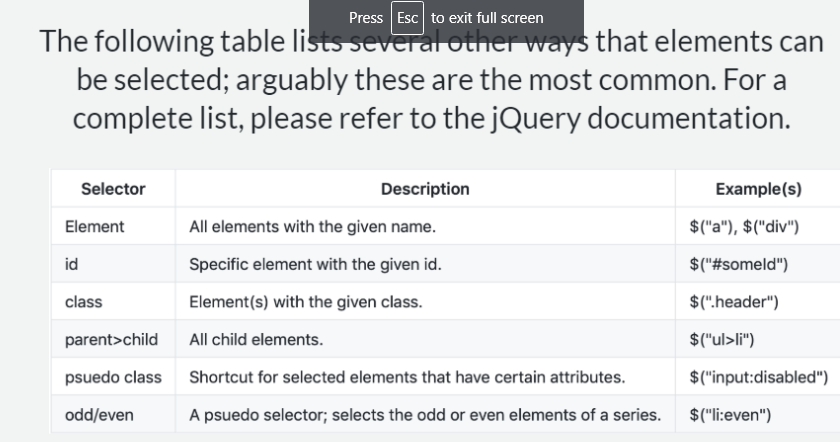 Press Esc to exit full screen
The following table lists several other ways that elements can
be selected; arguably these are the most common. For a
complete list, please refer to the jQuery documentation.
Selector Description Example(s)
Element All elements with the given name. $("a"), $("div")
id Specific element with the given id. $("#someId")
class Element(s) with the given class. $(".header")
parent>child All child elements. $("ul>li")
psuedo class Shortcut for selected elements that have certain attributes. $("input:disabled")
odd/even A psuedo selector; selects the odd or even elements of a series. $("li:even")